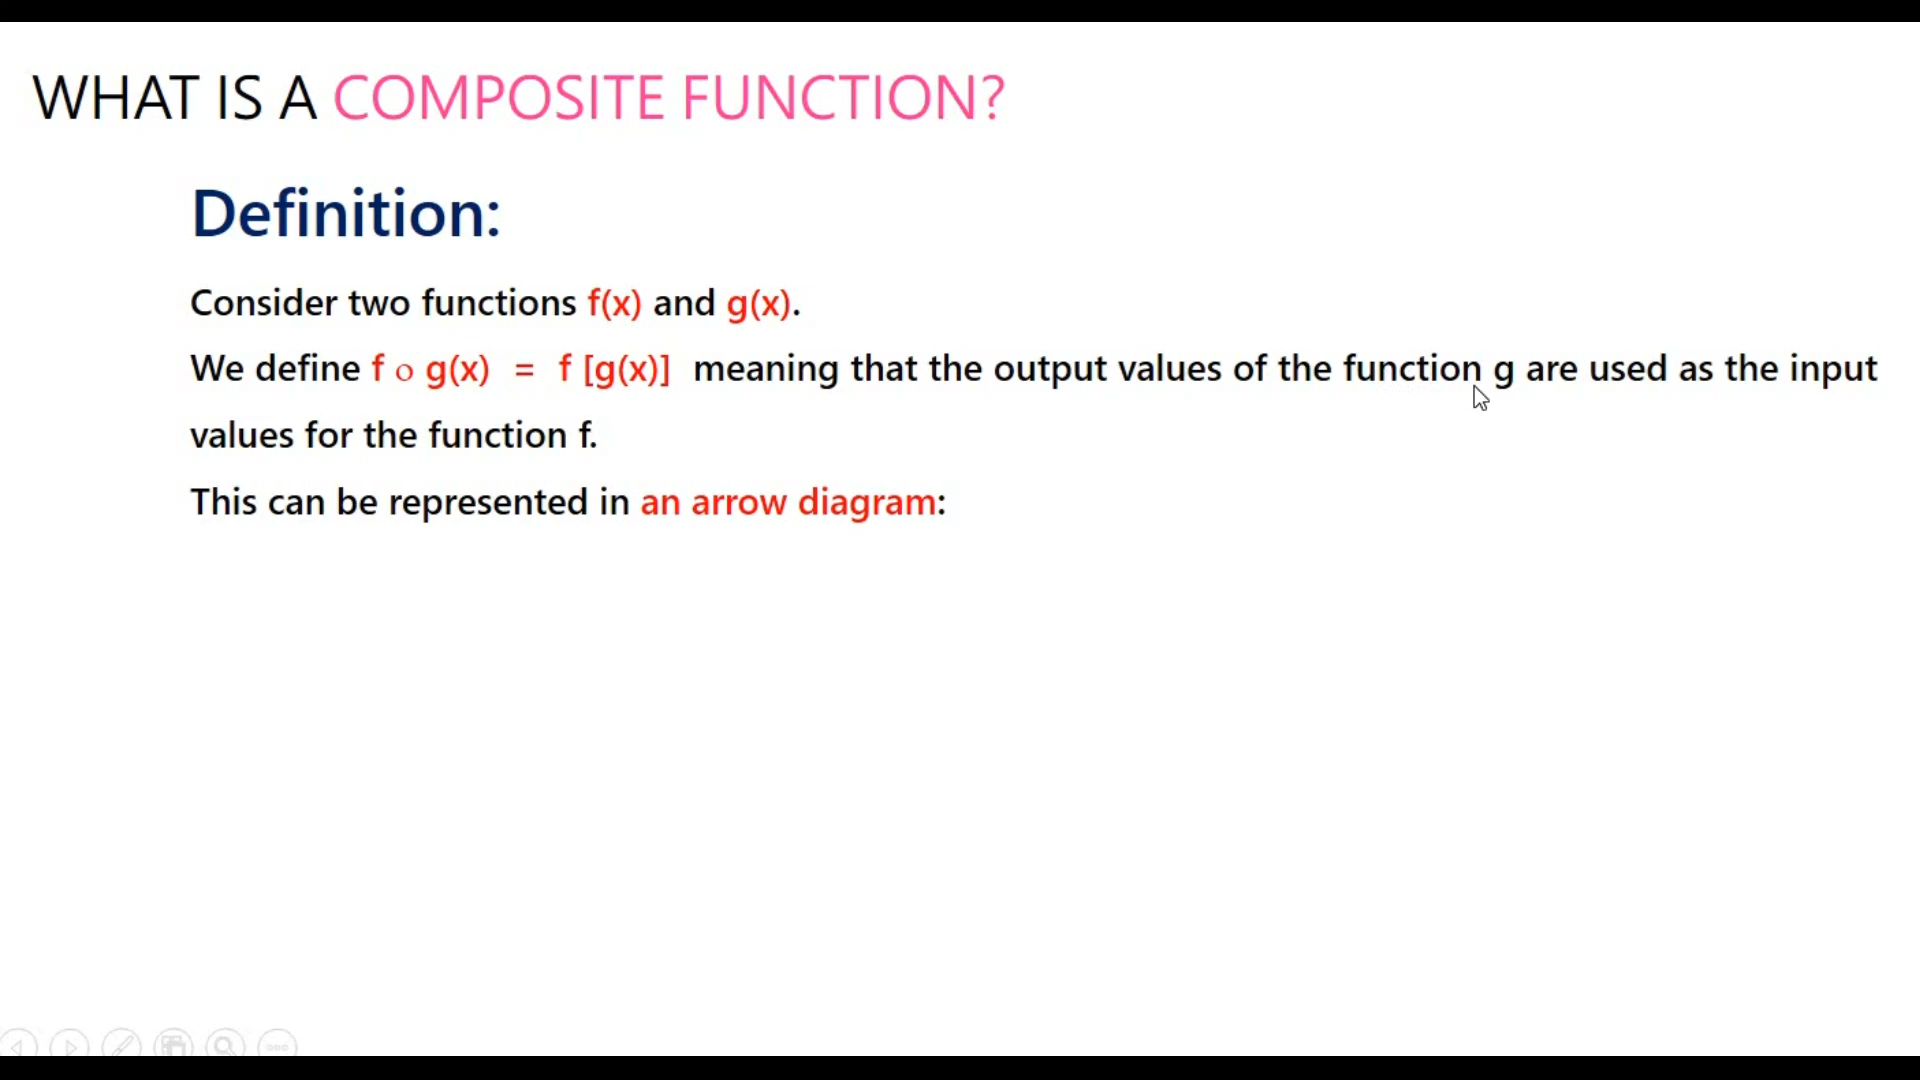 WHAT IS A COMPOSITE FUNCTION?
Definition:
Consider two functions f(x) and g(x).
We define f o g(x) = f [g(x)] meaning that the output values of the function g are used as the input
values for the function f.
This can be represented in an arrow diagram: